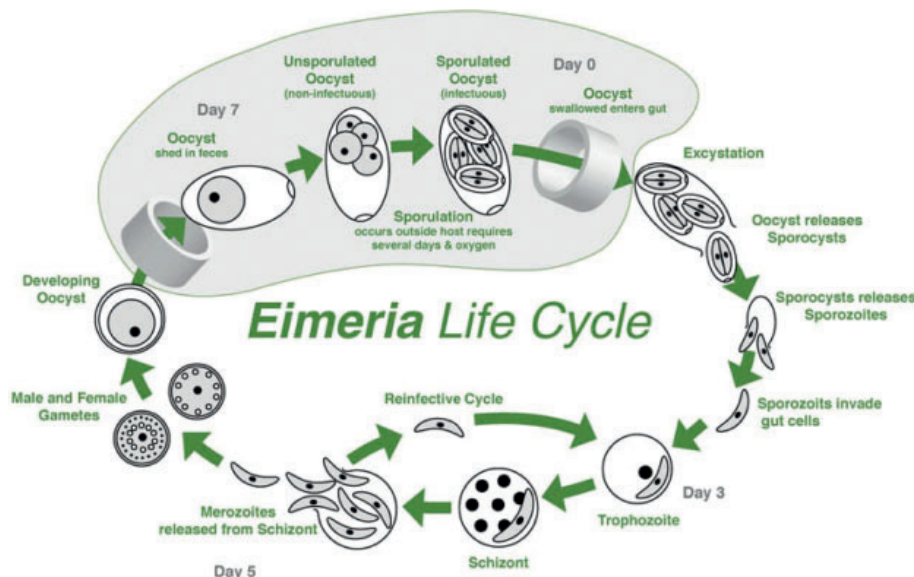 Day 7
Oocyst
shed in feces
Unsporulated
Oocyst
(non-infectuous)
Sporulated
Oocyst
(infectuous)
Day 0
Oocyst
swallowed enters gut
Sporulation
occurs outside host requires
several days & oxygen
Excystation
Oocyst releases
Sporocysts
Sporocysts releases
Sporozoites
Sporozoits invade
gut cells
Eimeria Life Cycle
Developing
Oocyst
Male and Female
Gametes
Reinfective Cycle
Merozoites
released from Schizont
Day 5
Schizont
Trophozoite
Day 3